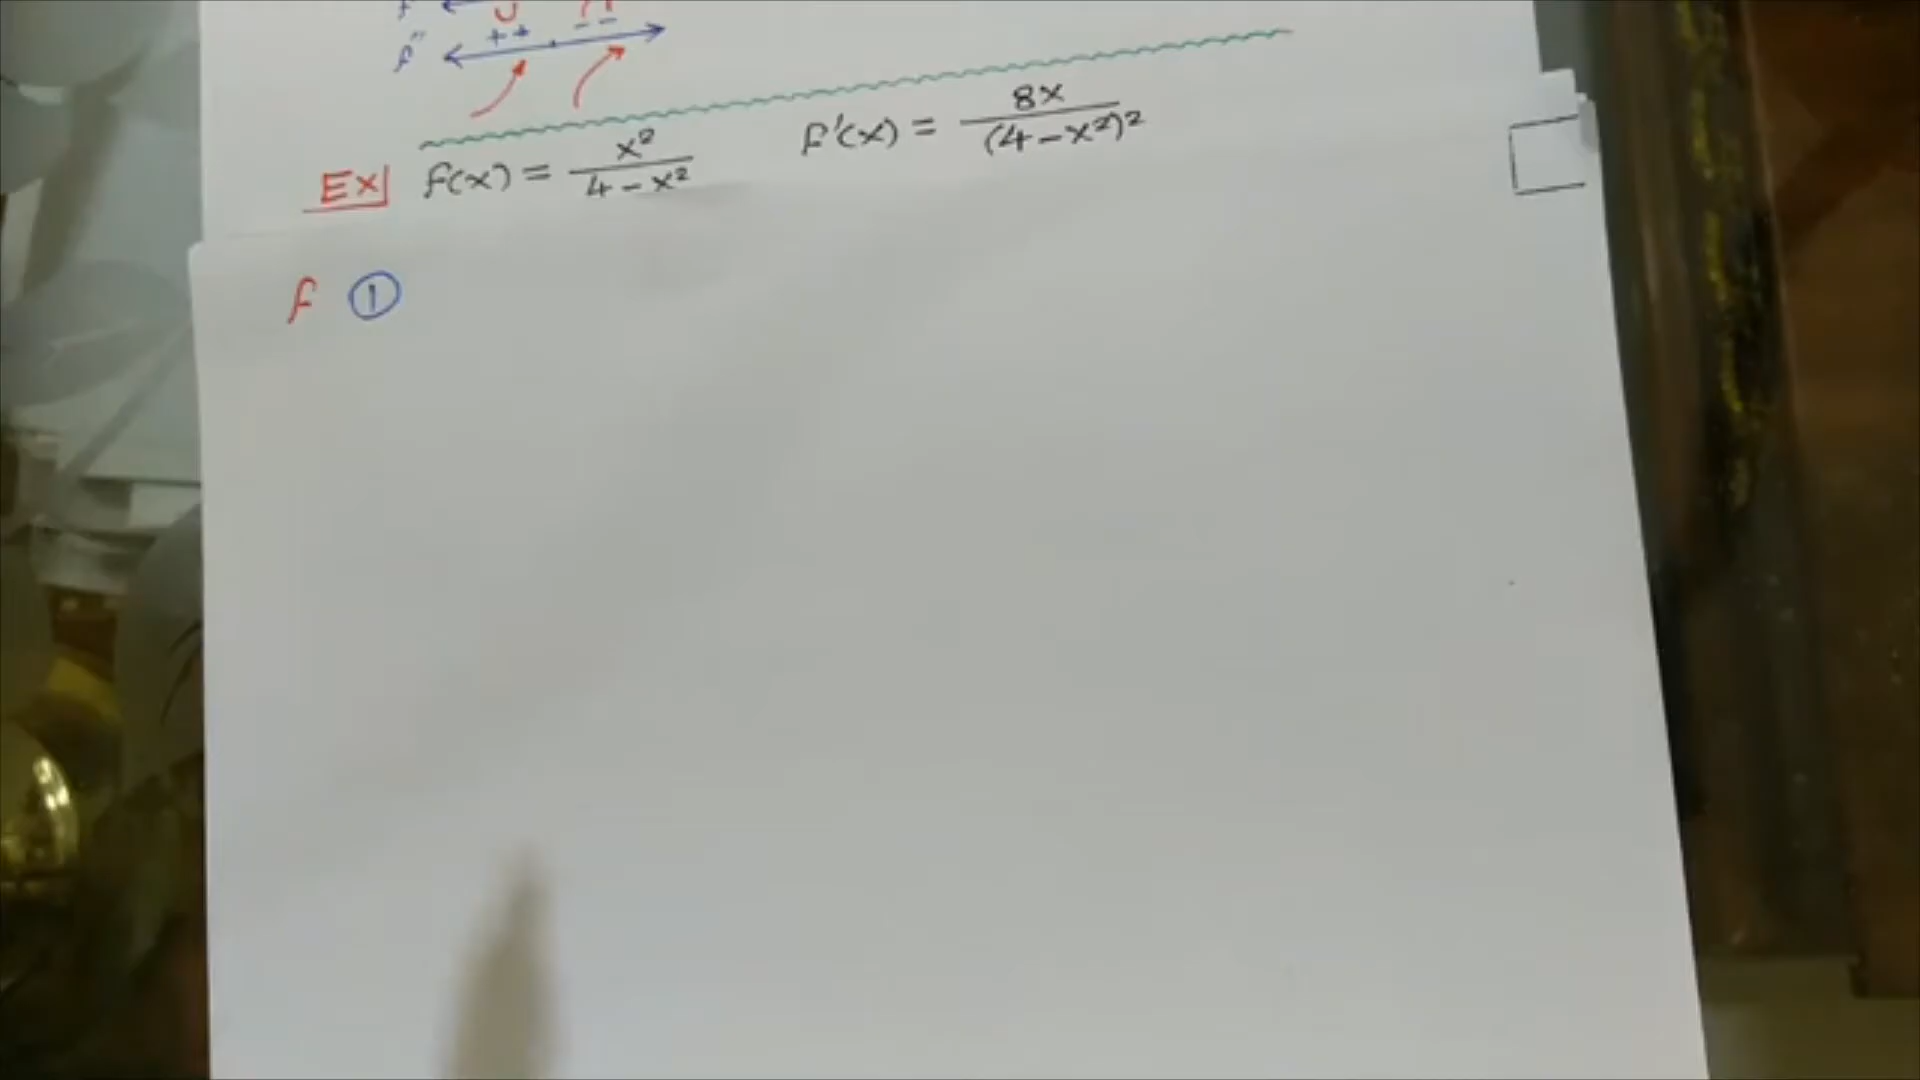 f"
++ --
Ex f(x) = x²/(4-x²) f'(x) = 8x/(4-x²)²
f ①